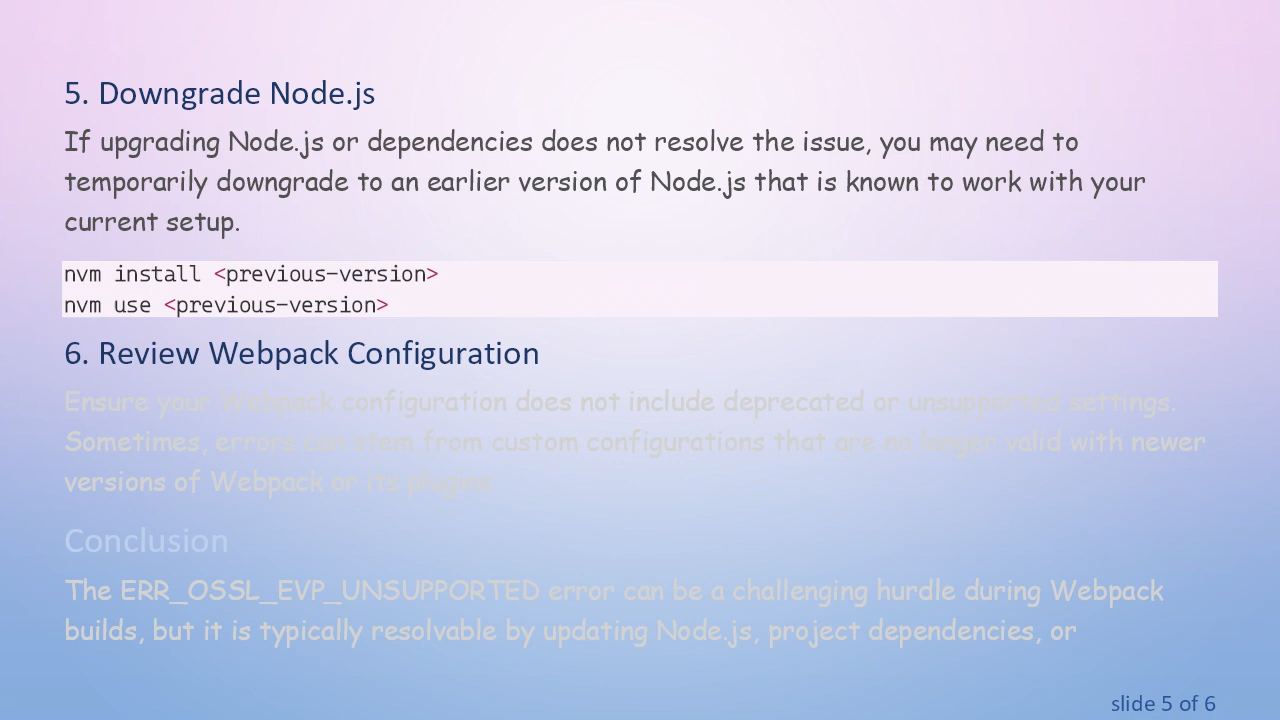 5. Downgrade Node.js
If upgrading Node.js or dependencies does not resolve the issue, you may need to
temporarily downgrade to an earlier version of Node.js that is known to work with your
current setup.
nvm install <previous-version>
nvm use <previous-version>
6. Review Webpack Configuration
Ensure your Webpack configuration does not include deprecated or unsupported settings.
Sometimes, errors can stem from custom configurations that are no longer valid with newer
versions of Webpack or its plugins.
Conclusion
The ERR_OSSL_EVP_UNSUPPORTED error can be a challenging hurdle during Webpack
builds, but it is typically resolvable by updating Node.js, project dependencies, or
slide 5 of 6